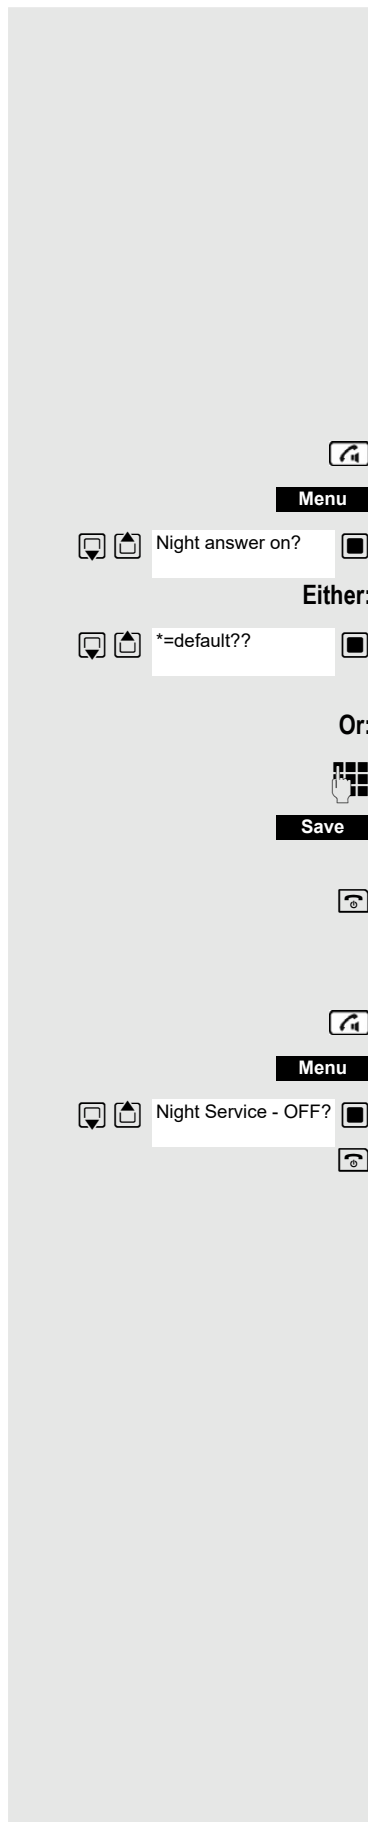 Menu
Night answer on?
Either:
*=default??
Or:
Save
Menu
Night Service - OFF?